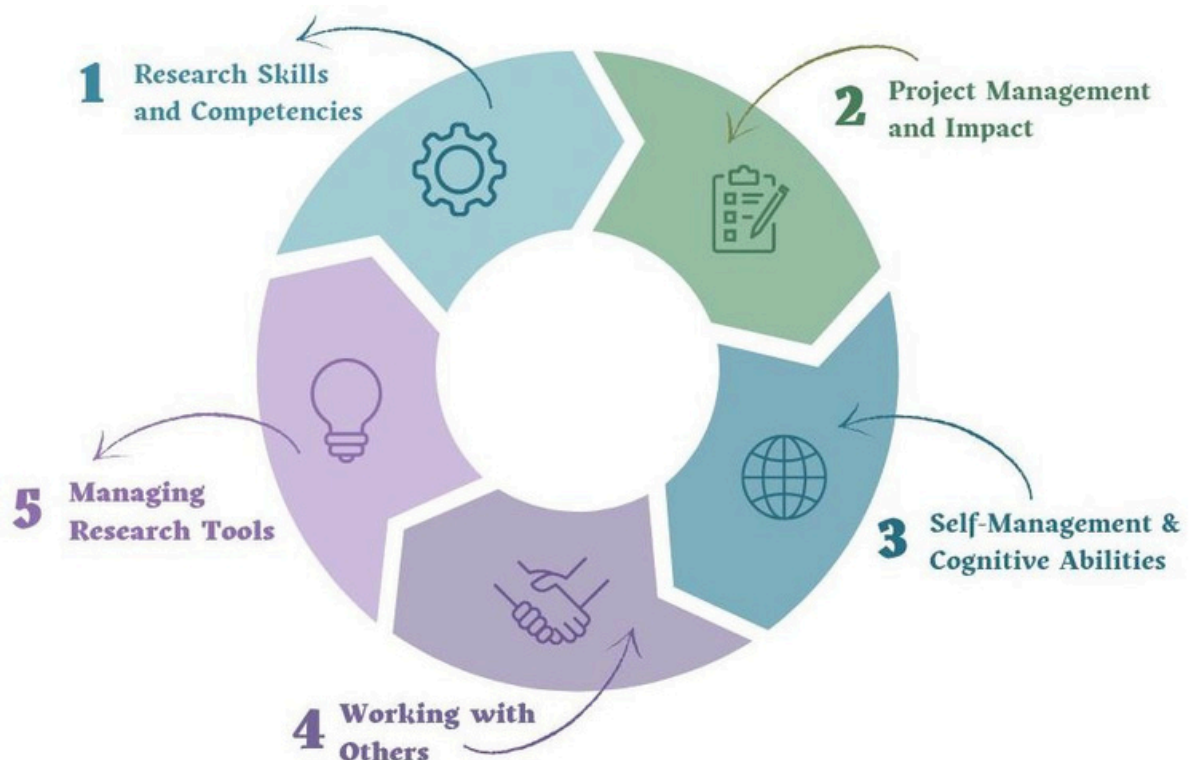 1 Research Skills
and Competencies
2 Project Management
and Impact
3 Self-Management &
Cognitive Abilities
4 Working with
Others
5 Managing
Research Tools